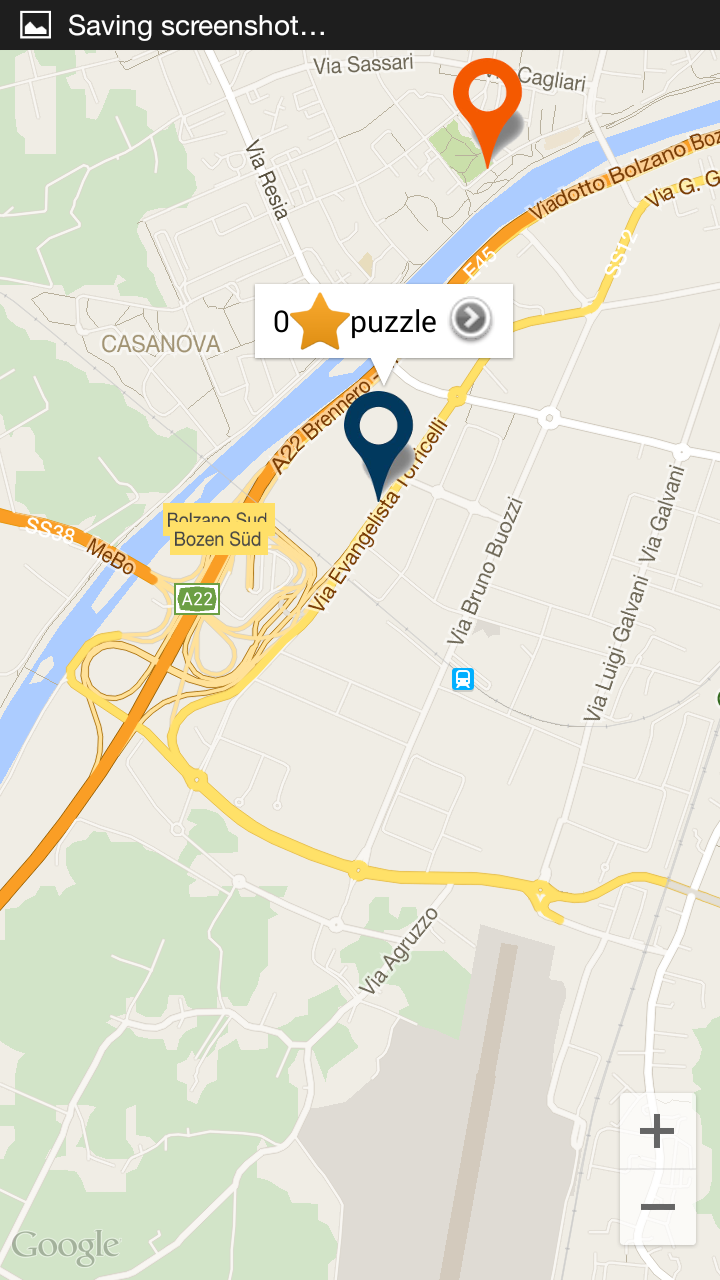 Saving screenshot...
Via Sassari
Cagliari
Via Resia
Viadotto Bolzano Boz
Via G. G
SS12
E45
0 puzzle
CASANOVA
A22 Brennero -
Via Evangelista Torricelli
Bolzano Sud
Bozen Süd
SS38
MeBo
A22
Via Bruno Buozzi
Via Luigi Galvani
Via Galvani
Via Agruzzo
+
−
Google